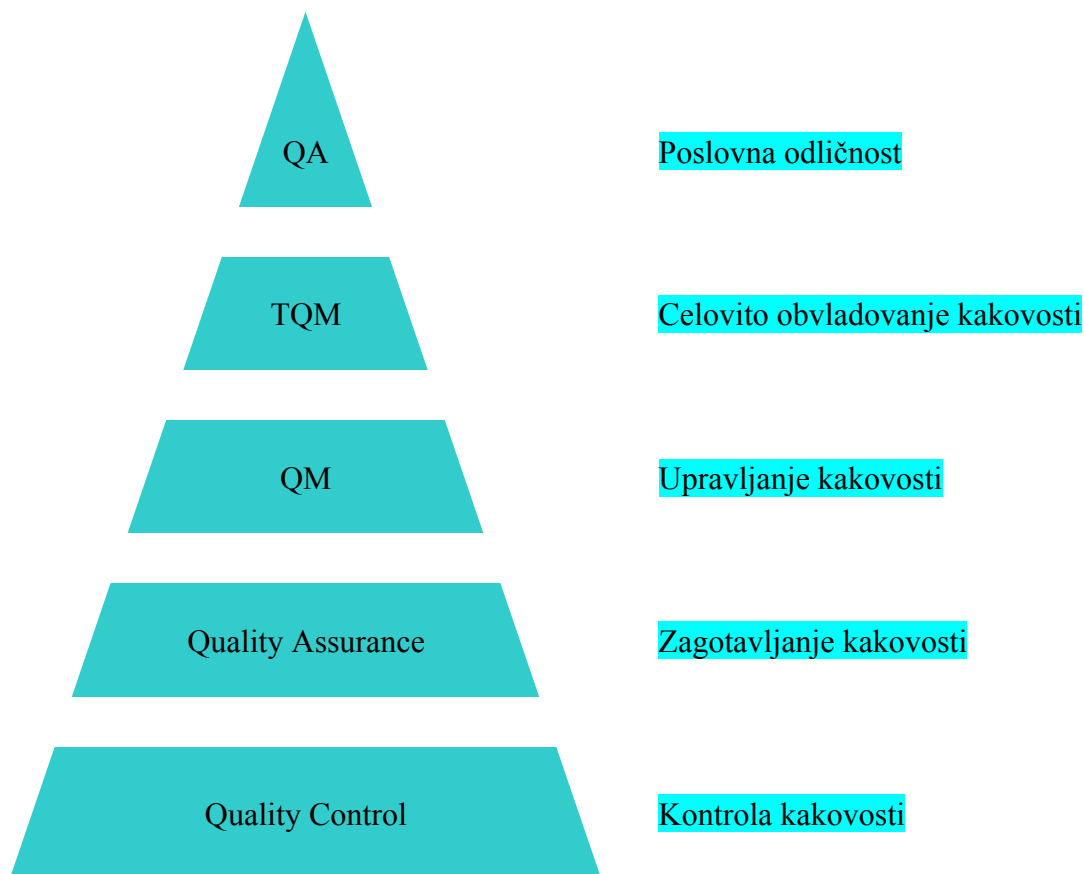 QA Poslovna odličnost
TQM Celovito obvladovanje kakovosti
QM Upravljanje kakovosti
Quality Assurance Zagotavljanje kakovosti
Quality Control Kontrola kakovosti